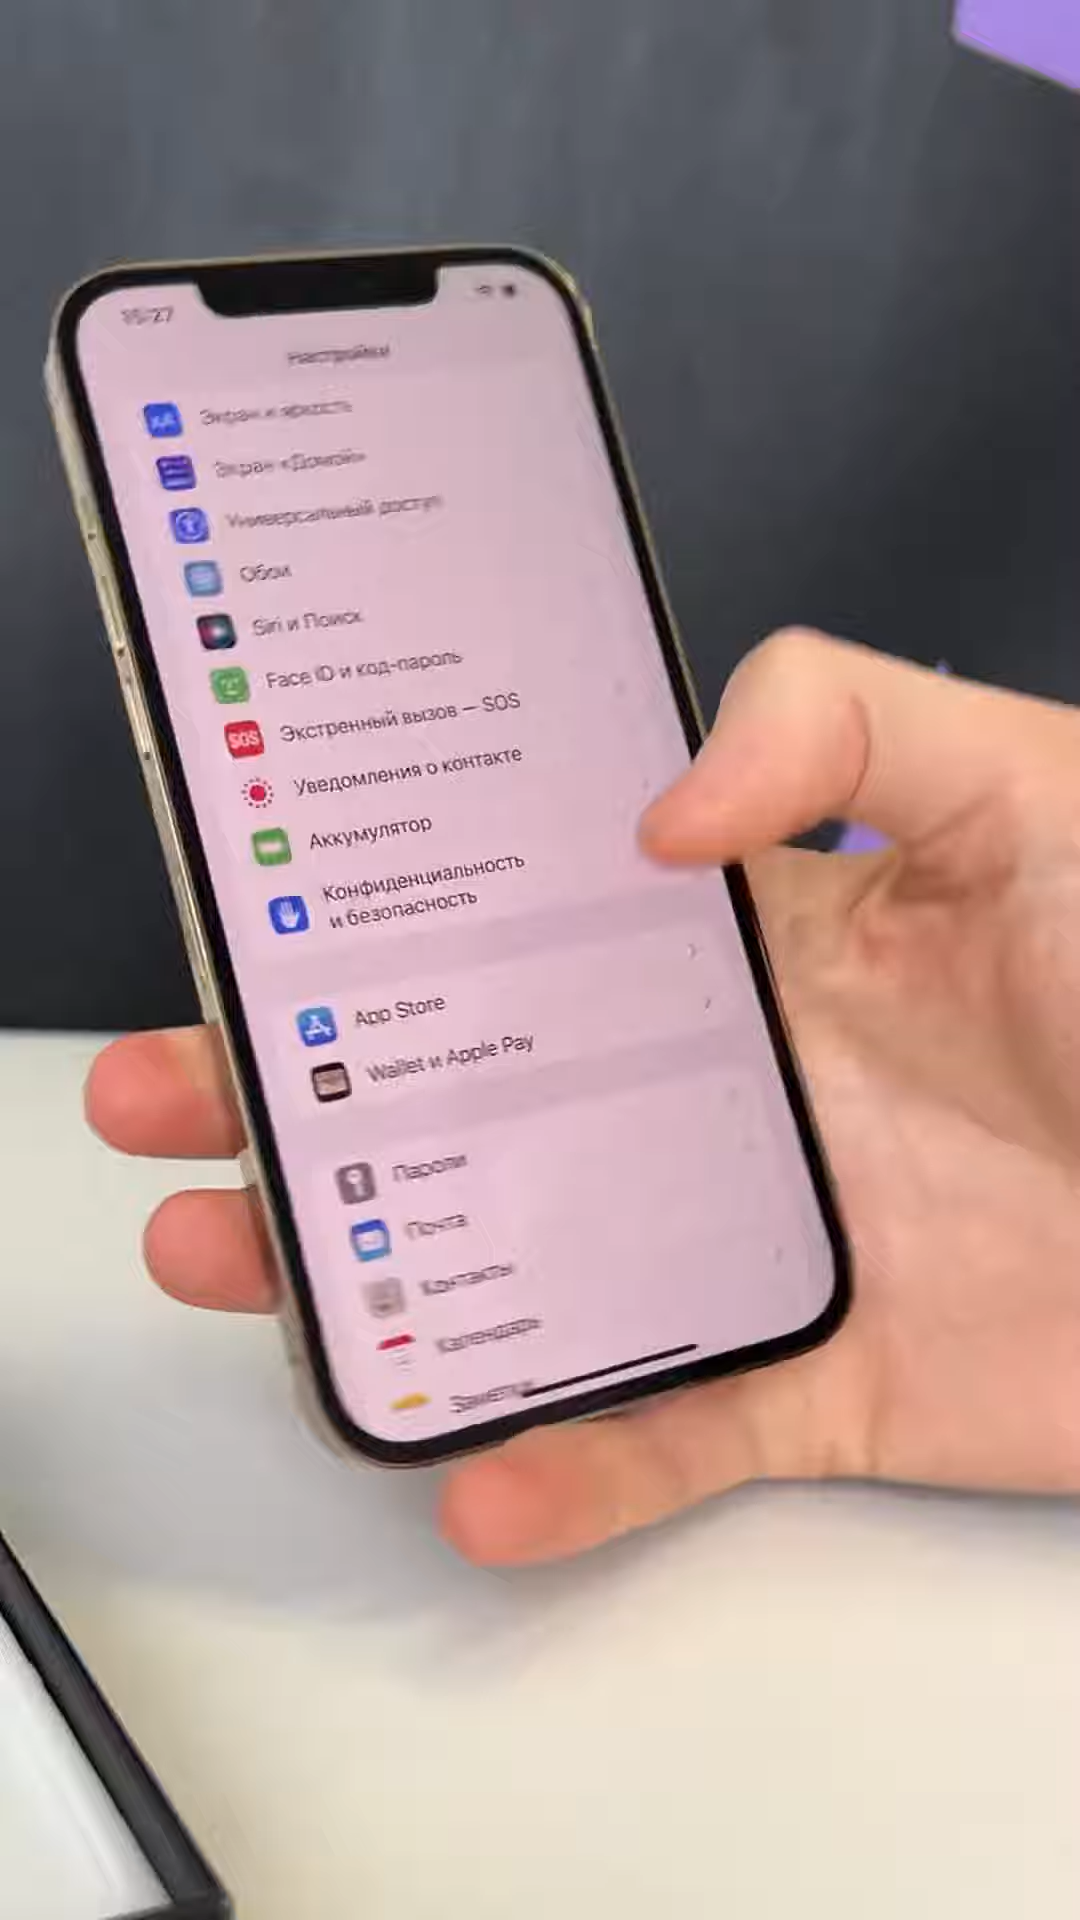 15:27
Настройки
Экран и яркость
Экран «Домой»
Универсальный доступ
Обои
Siri и Поиск
Face ID и код-пароль
SOS
Экстренный вызов — SOS
Уведомления о контакте
Аккумулятор
Конфиденциальность
и безопасность
App Store
Wallet и Apple Pay
Пароли
Почта
Контакты
Календарь